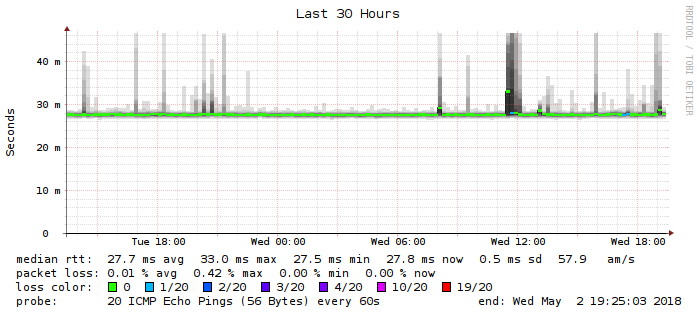 Last 30 Hours
RRDTOOL / TOBI OETIKER
Seconds
40 m
30 m
20 m
10 m
0
Tue 18:00 Wed 00:00 Wed 06:00 Wed 12:00 Wed 18:00
median rtt: 27.7 ms avg 33.0 ms max 27.5 ms min 27.8 ms now 0.5 ms sd 57.9 am/s
packet loss: 0.01 % avg 0.42 % max 0.00 % min 0.00 % now
loss color: 0 1/20 2/20 3/20 4/20 10/20 19/20
probe: 20 ICMP Echo Pings (56 Bytes) every 60s end: Wed May 2 19:25:03 2018